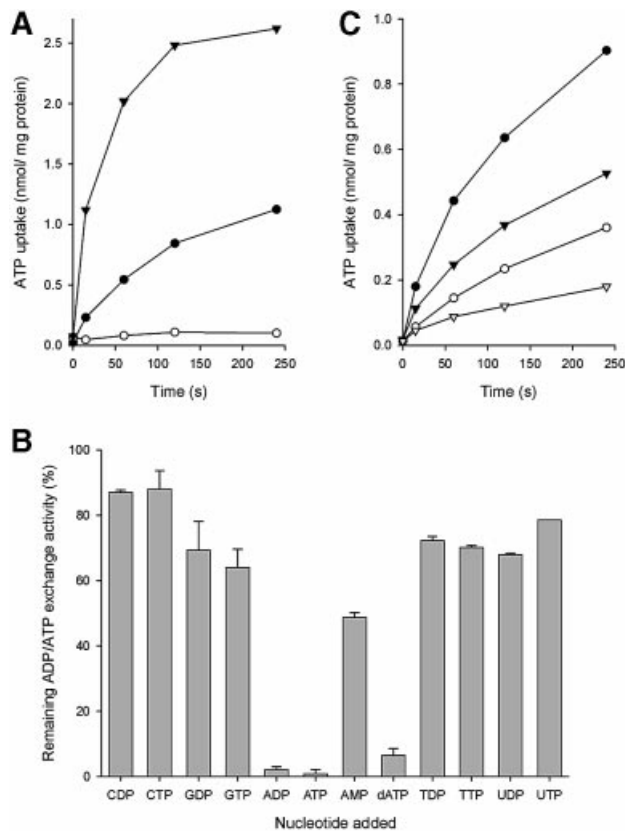 A
ATP uptake (nmol/ mg protein)
2.5
2.0
1.5
1.0
0.5
0.0
0 50 100 150 200 250
Time (s)
C
ATP uptake (nmol/ mg protein)
1.0
0.8
0.6
0.4
0.2
0.0
0 50 100 150 200 250
Time (s)
B
Remaining ADP/ATP exchange activity (%)
100
80
60
40
20
0
CDP CTP GDP GTP ADP ATP AMP dATP TDP TTP UDP UTP
Nucleotide added